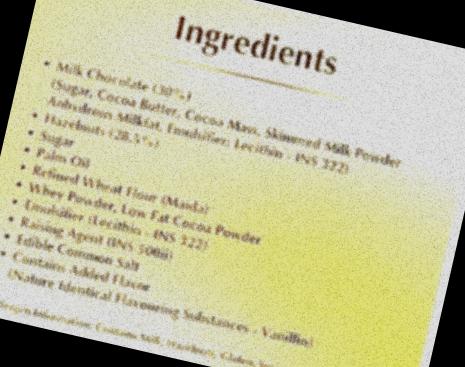 Ingredients
• Milk Chocolate (30%)
(Sugar, Cocoa Butter, Cocoa Mass, Skimmed Milk Powder
Anhydrous Milkfat, Emulsifier: Lecithin - INS 322)
• Hazelnuts (28.5%)
• Sugar
• Palm Oil
• Refined Wheat Flour (Maida)
• Whey Powder, Low Fat Cocoa Powder
• Emulsifier (Lecithin - INS 322)
• Raising Agent (INS 500ii)
• Edible Common Salt
• Contains Added Flavor
(Nature Identical Flavouring Substances - Vanillin)
Information: Contains Milk, Hazelnuts, Gluten,